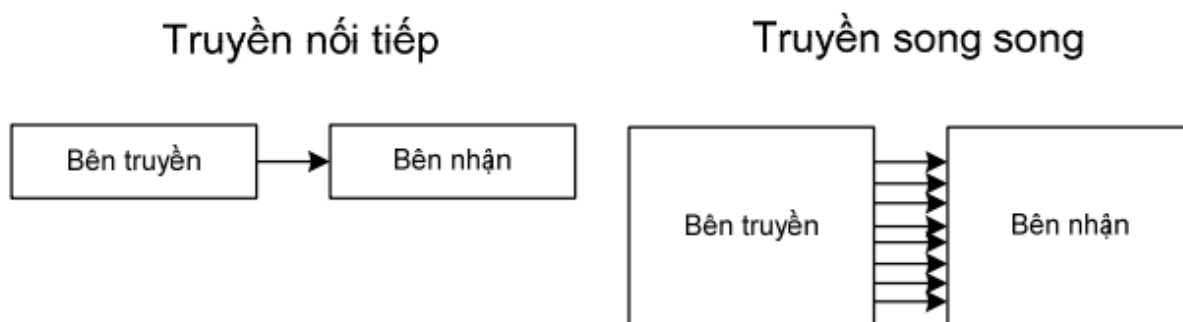 Truyền nối tiếp
Truyền song song
Bên truyền
Bên nhận
Bên truyền
Bên nhận